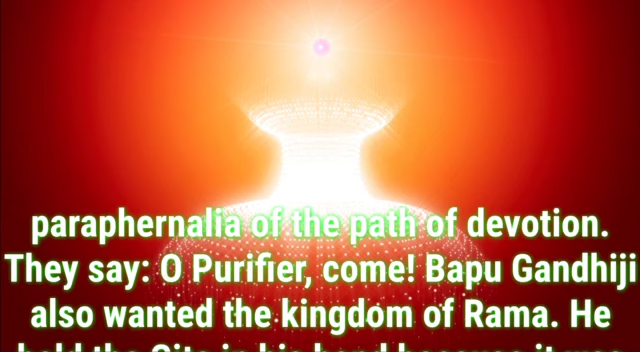 paraphernalia of the path of devotion.
They say: O Purifier, come! Bapu Gandhiji
also wanted the kingdom of Rama. He